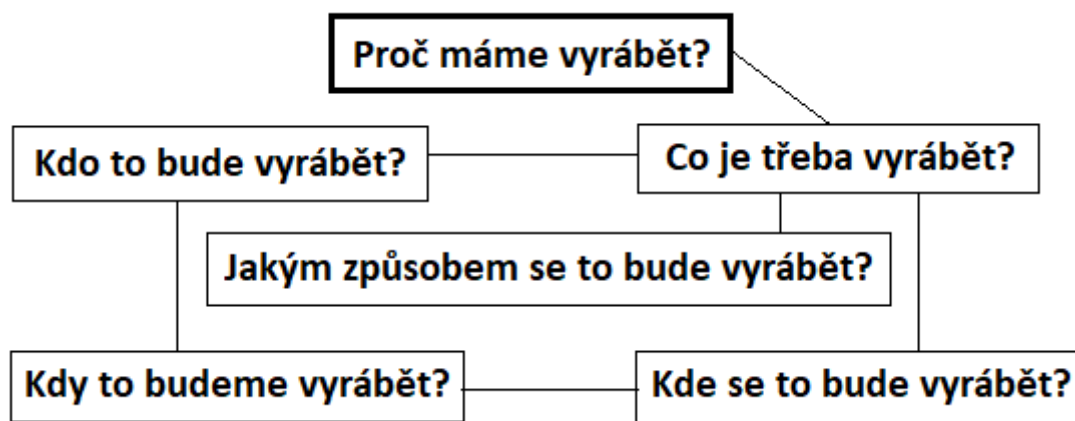 Proč máme vyrábět?
Kdo to bude vyrábět?
Co je třeba vyrábět?
Jakým způsobem se to bude vyrábět?
Kdy to budeme vyrábět?
Kde se to bude vyrábět?